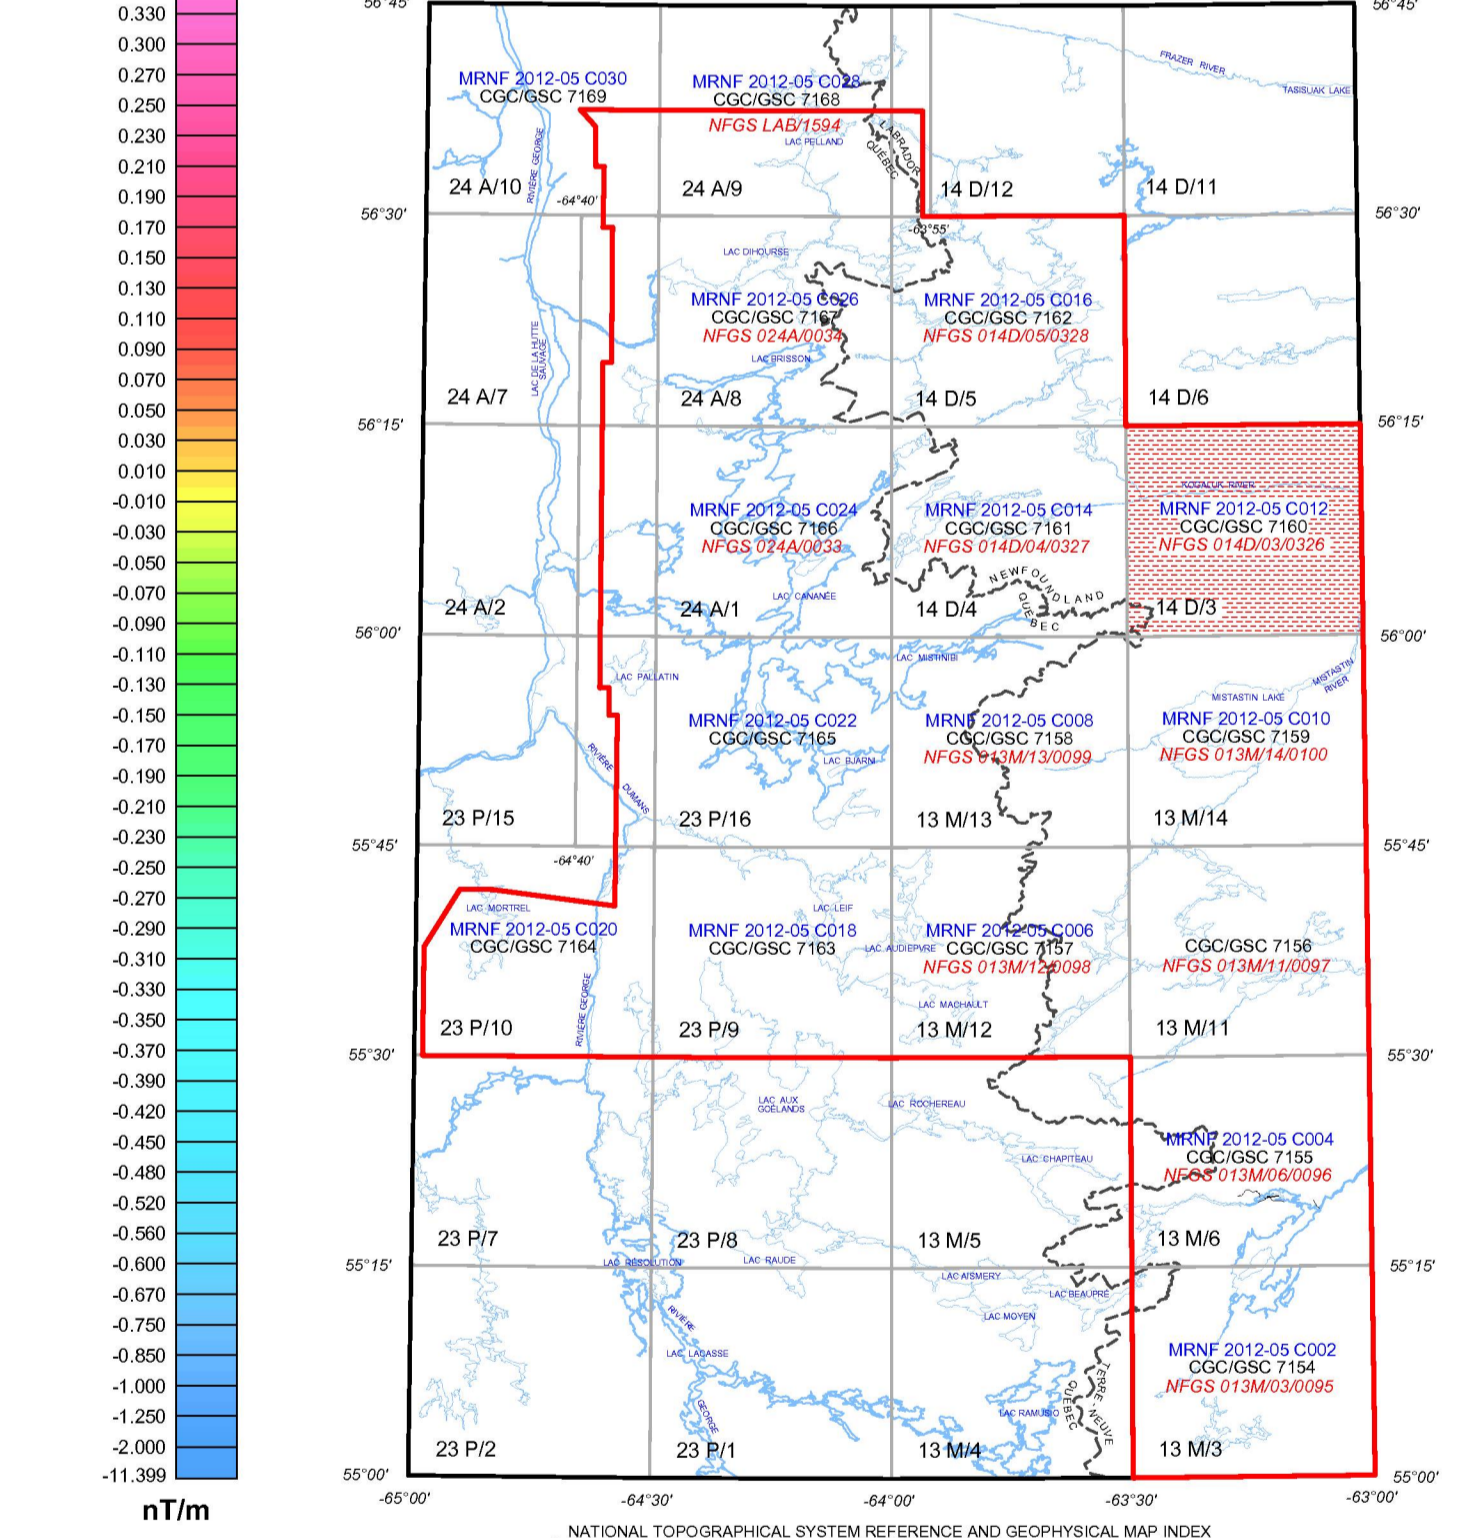 0.330
0.300
0.270
0.250
0.230
0.210
0.190
0.170
0.150
0.130
0.110
0.090
0.070
0.050
0.030
0.010
-0.010
-0.030
-0.050
-0.070
-0.090
-0.110
-0.130
-0.150
-0.170
-0.190
-0.210
-0.230
-0.250
-0.270
-0.290
-0.310
-0.330
-0.350
-0.370
-0.390
-0.420
-0.450
-0.480
-0.520
-0.560
-0.600
-0.670
-0.750
-0.850
-1.000
-1.250
-2.000
-11.399
nT/m
56°45'
56°45'
FRAZER RIVER
TASISUAK LAKE
MRNF 2012-05 C030
CGC/GSC 7169
MRNF 2012-05 C028
CGC/GSC 7168
NFGS LAB/1594
LAC PELLAND
LABRADOR
QUÉBEC
RIVIÈRE GEORGE
24 A/10
24 A/9
14 D/12
14 D/11
-64°40'
56°30'
56°30'
-63°55'
LAC DIHOURSE
MRNF 2012-05 C026
CGC/GSC 7167
NFGS 024A/0034
MRNF 2012-05 C016
CGC/GSC 7162
NFGS 014D/05/0328
LAC BRISSON
LAC DE LA HUTTE
SAUVAGE
24 A/7
24 A/8
14 D/5
14 D/6
56°15'
56°15'
KOGALUK RIVER
MRNF 2012-05 C024
CGC/GSC 7166
NFGS 024A/0033
MRNF 2012-05 C014
CGC/GSC 7161
NFGS 014D/04/0327
MRNF 2012-05 C012
CGC/GSC 7160
NFGS 014D/03/0326
NEWFOUNDLAND
QUÉBEC
LAC CANANÉE
24 A/2
24 A/1
14 D/4
14 D/3
56°00'
56°00'
LAC MISTINIBI
LAC PALLATIN
MISTASTIN
RIVER
MISTASTIN LAKE
MRNF 2012-05 C022
CGC/GSC 7165
MRNF 2012-05 C008
CGC/GSC 7158
NFGS 013M/13/0099
MRNF 2012-05 C010
CGC/GSC 7159
NFGS 013M/14/0100
RIVIÈRE
DUMANS
LAC BJARNI
23 P/15
23 P/16
13 M/13
13 M/14
55°45'
55°45'
-64°40'
LAC MORTREL
LAC LEIF
MRNF 2012-05 C020
CGC/GSC 7164
MRNF 2012-05 C018
CGC/GSC 7163
LAC AUDIEPVRE
MRNF 2012-05 C006
CGC/GSC 7157
NFGS 013M/12/0098
CGC/GSC 7156
NFGS 013M/11/0097
RIVIÈRE GEORGE
LAC MACHAULT
23 P/10
23 P/9
13 M/12
13 M/11
55°30'
55°30'
LAC AUX
GOÉLANDS
LAC ROCHEREAU
LAC CHAPITEAU
MRNF 2012-05 C004
CGC/GSC 7155
NFGS 013M/06/0096
23 P/7
23 P/8
13 M/5
13 M/6
55°15'
55°15'
LAC RÉSOLUTION
LAC RAUDE
LAC AISMERY
LAC BEAUPRÉ
LAC MOYEN
RIVIÈRE
LAC LACASSE
GEORGE
MRNF 2012-05 C002
CGC/GSC 7154
NFGS 013M/03/0095
TERRE-NEUVE
QUÉBEC
LAC RAMUSIO
23 P/2
23 P/1
13 M/4
13 M/3
55°00'
55°00'
-65°00'
-64°30'
-64°00'
-63°30'
-63°00'
NATIONAL TOPOGRAPHICAL SYSTEM REFERENCE AND GEOPHYSICAL MAP INDEX